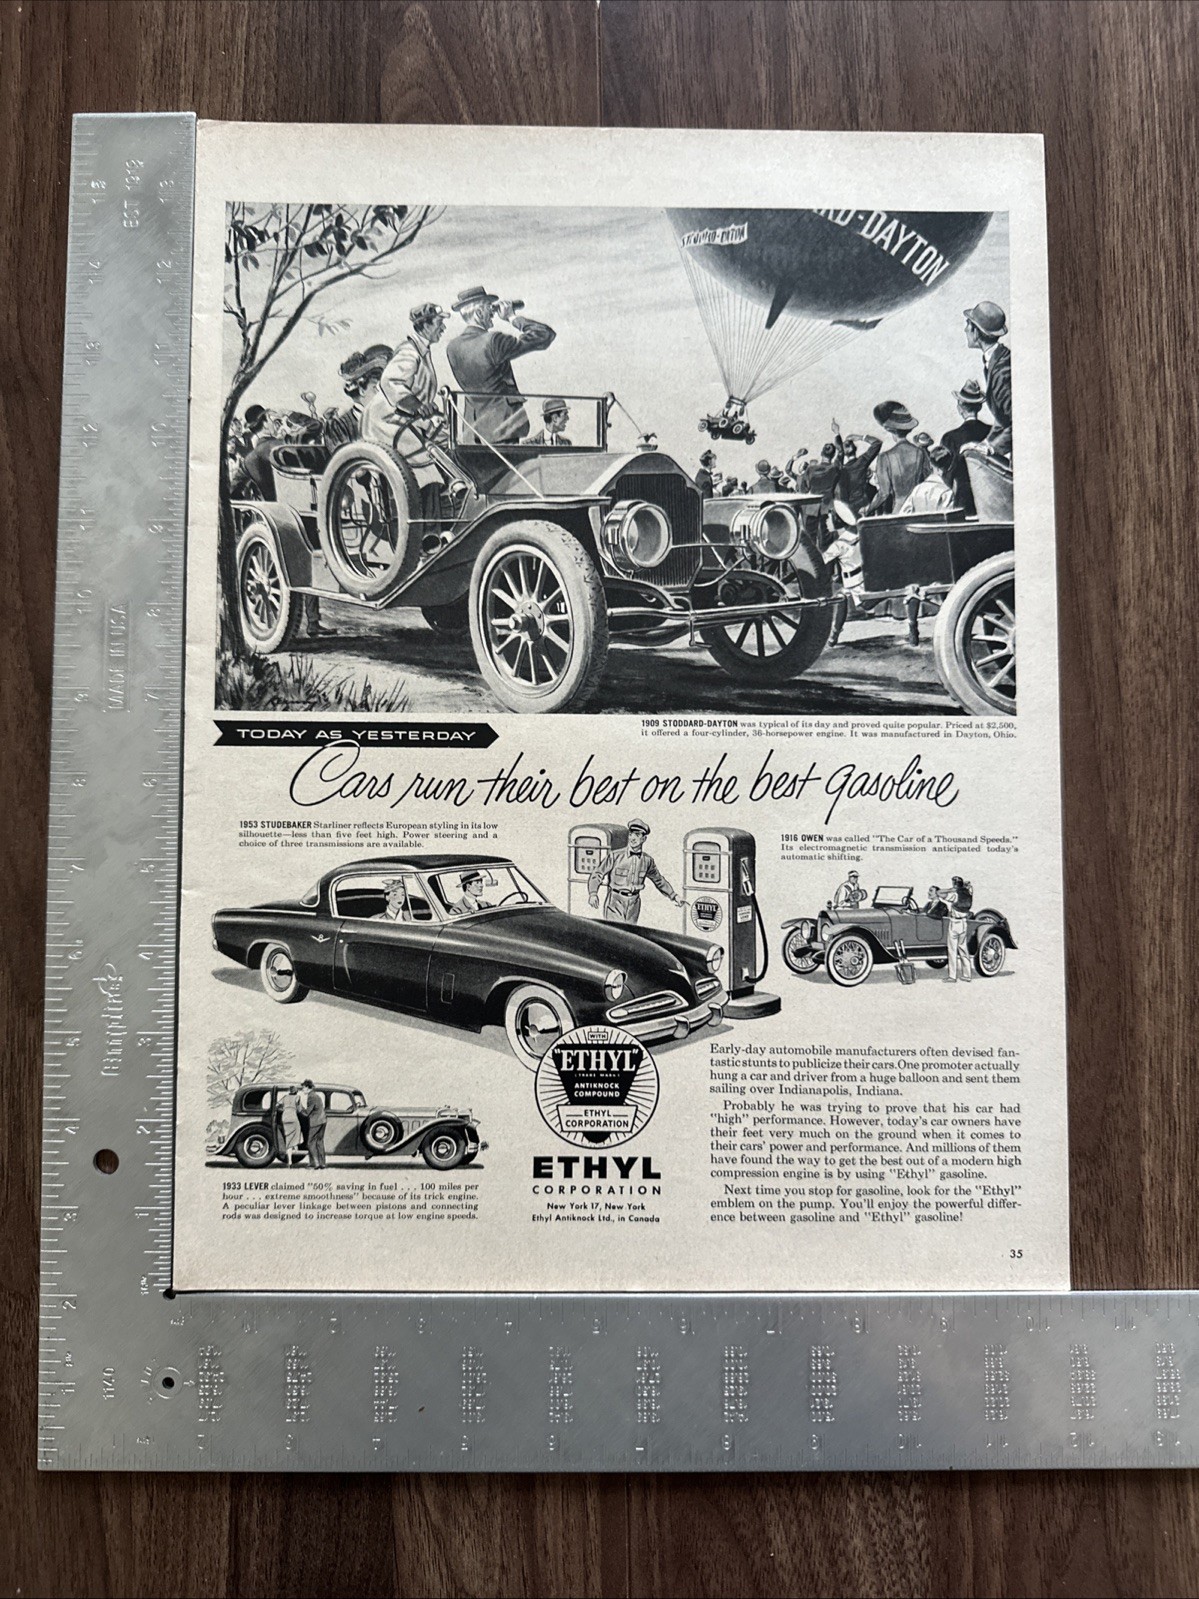 STODDARD-DAYTON
RD-DAYTON
1909 STODDARD-DAYTON was typical of its day and proved quite popular. Priced at $2,500,
it offered a four-cylinder, 36-horsepower engine. It was manufactured in Dayton, Ohio.
TODAY AS YESTERDAY
Cars run their best on the best gasoline
1953 STUDEBAKER Starliner reflects European styling in its low
silhouette—less than five feet high. Power steering and a
choice of three transmissions are available.
1916 OWEN was called "The Car of a Thousand Speeds."
Its electromagnetic transmission anticipated today's
automatic shifting.
ETHYL
WITH
"ETHYL"
TRADE MARK
ANTIKNOCK
COMPOUND
ETHYL
CORPORATION
ETHYL
CORPORATION
New York 17, New York
Ethyl Antiknock Ltd., in Canada
1933 LEVER claimed "60% saving in fuel . . . 100 miles per
hour . . . extreme smoothness" because of its trick engine.
A peculiar lever linkage between pistons and connecting
rods was designed to increase torque at low engine speeds.
Early-day automobile manufacturers often devised fan-
tastic stunts to publicize their cars. One promoter actually
hung a car and driver from a huge balloon and sent them
sailing over Indianapolis, Indiana.
Probably he was trying to prove that his car had
"high" performance. However, today's car owners have
their feet very much on the ground when it comes to
their cars' power and performance. And millions of them
have found the way to get the best out of a modern high
compression engine is by using "Ethyl" gasoline.
Next time you stop for gasoline, look for the "Ethyl"
emblem on the pump. You'll enjoy the powerful differ-
ence between gasoline and "Ethyl" gasoline!
35
EST 1919
MADE IN USA
1140